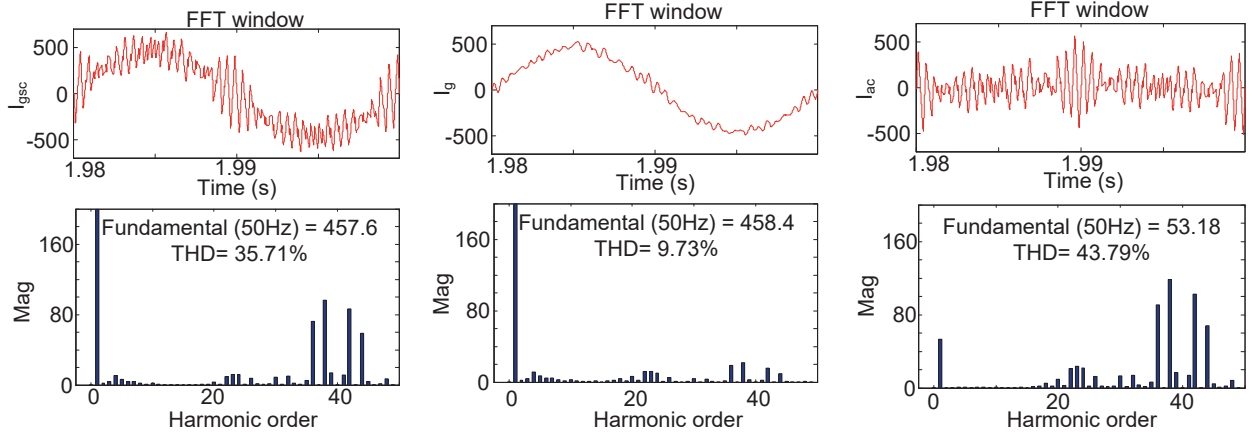 FFT window
500
0
-500
I_gsc
1.98
1.99
Time (s)
FFT window
500
0
-500
I_g
1.98
1.99
Time (s)
FFT window
500
0
-500
I_ac
1.98
1.99
Time (s)
Fundamental (50Hz) = 457.6
THD= 35.71%
160
80
0
Mag
0
20
40
Harmonic order
Fundamental (50Hz) = 458.4
THD= 9.73%
160
80
0
Mag
0
20
40
Harmonic order
Fundamental (50Hz) = 53.18
THD= 43.79%
160
80
0
Mag
0
20
40
Harmonic order